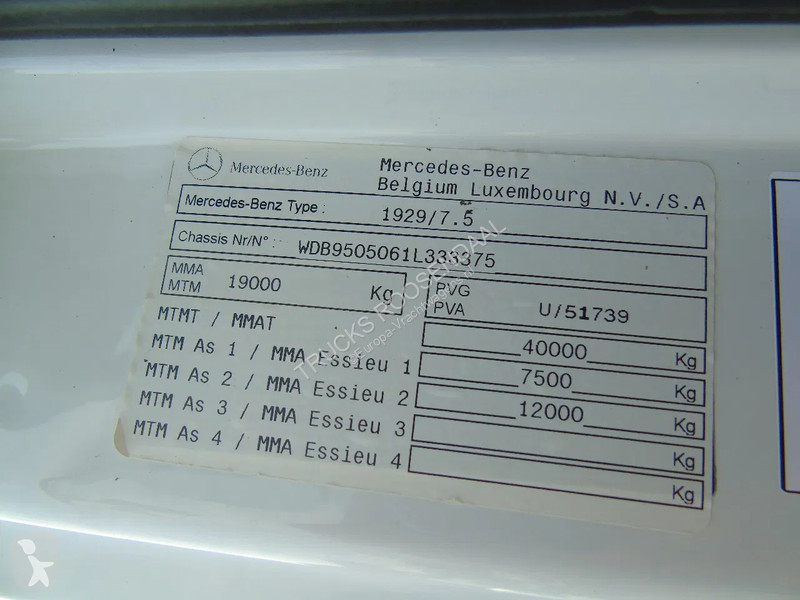 Mercedes-Benz
Mercedes-Benz
Belgium Luxembourg N.V./S.A
Mercedes-Benz Type : 1929/7.5
Chassis Nr/N° : WDB9505061L333375
MMA
MTM 19000 Kg
PVG
PVA U/51739
MTMT / MMAT 40000 Kg
MTM As 1 / MMA Essieu 1 7500 Kg
MTM As 2 / MMA Essieu 2 12000 Kg
MTM As 3 / MMA Essieu 3 Kg
MTM As 4 / MMA Essieu 4 Kg
TRUCKS ROOSENDAAL